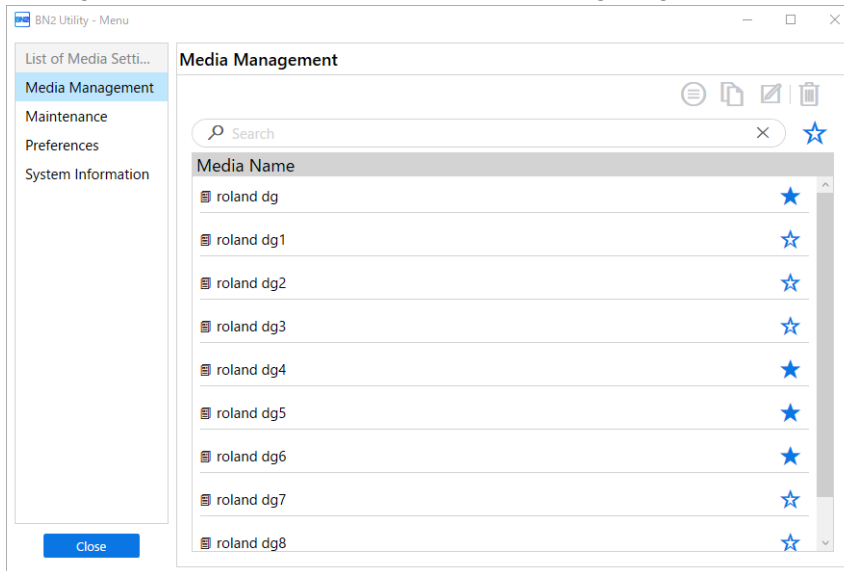 BN2 Utility - Menu
List of Media Setti...
Media Management
Maintenance
Preferences
System Information
Close
Media Management
Search
Media Name
roland dg
roland dg1
roland dg2
roland dg3
roland dg4
roland dg5
roland dg6
roland dg7
roland dg8